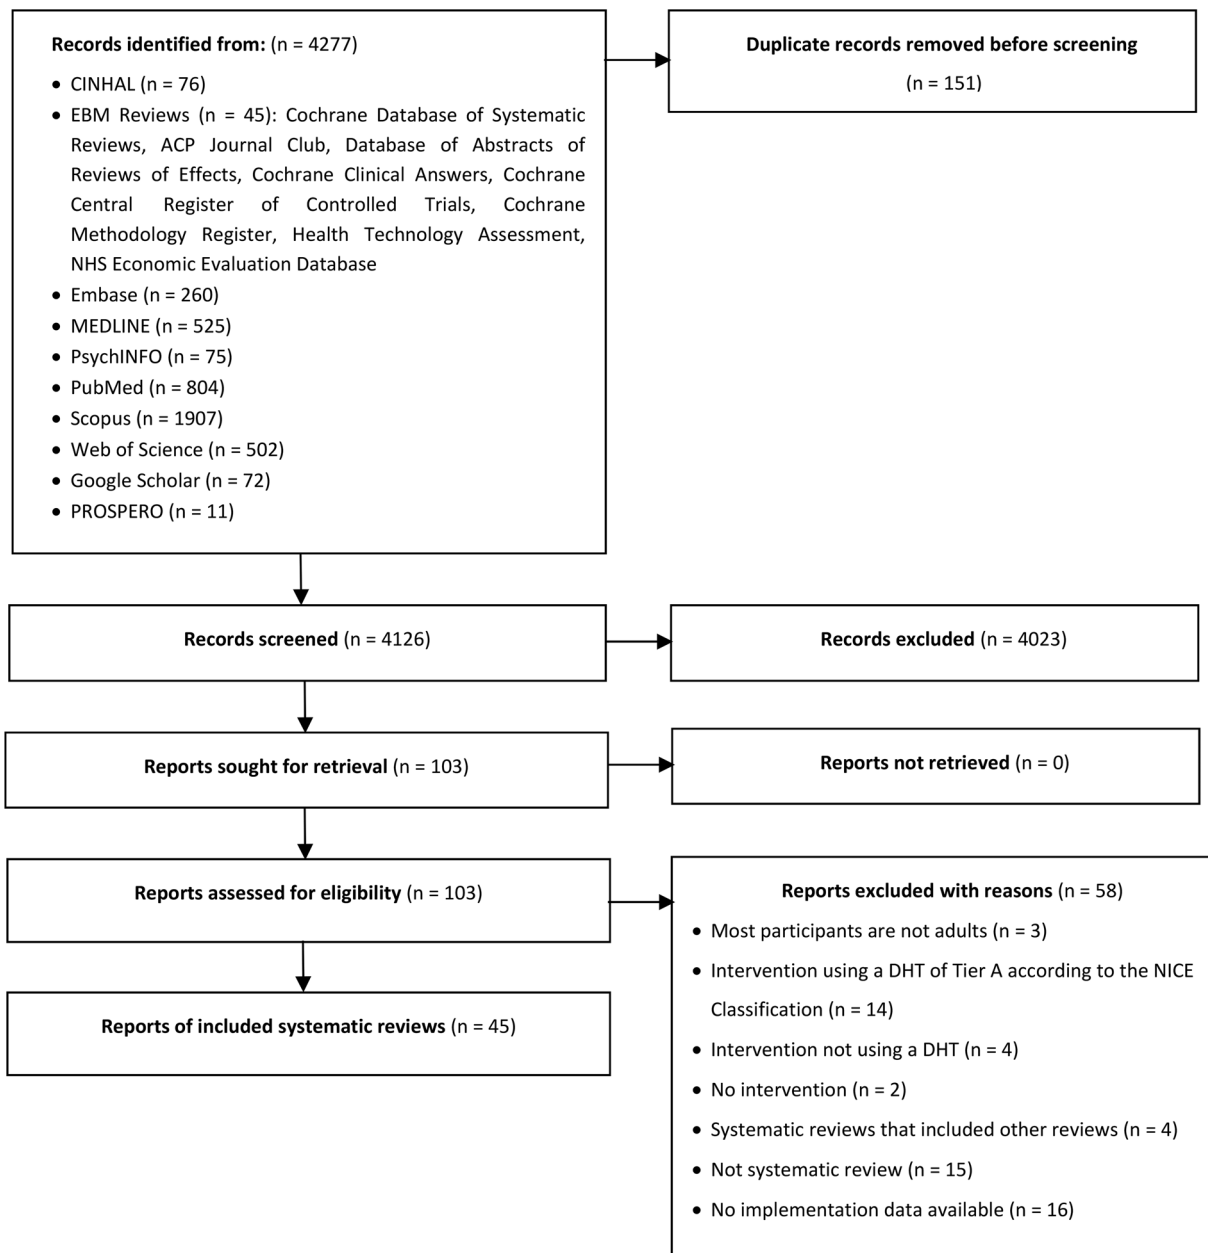 Records identified from: (n = 4277)
• CINHAL (n = 76)
• EBM Reviews (n = 45): Cochrane Database of Systematic
Reviews, ACP Journal Club, Database of Abstracts of
Reviews of Effects, Cochrane Clinical Answers, Cochrane
Central Register of Controlled Trials, Cochrane
Methodology Register, Health Technology Assessment,
NHS Economic Evaluation Database
• Embase (n = 260)
• MEDLINE (n = 525)
• PsychINFO (n = 75)
• PubMed (n = 804)
• Scopus (n = 1907)
• Web of Science (n = 502)
• Google Scholar (n = 72)
• PROSPERO (n = 11)
Duplicate records removed before screening
(n = 151)
Records screened (n = 4126)
Records excluded (n = 4023)
Reports sought for retrieval (n = 103)
Reports not retrieved (n = 0)
Reports assessed for eligibility (n = 103)
Reports excluded with reasons (n = 58)
• Most participants are not adults (n = 3)
• Intervention using a DHT of Tier A according to the NICE
Classification (n = 14)
• Intervention not using a DHT (n = 4)
• No intervention (n = 2)
• Systematic reviews that included other reviews (n = 4)
• Not systematic review (n = 15)
• No implementation data available (n = 16)
Reports of included systematic reviews (n = 45)